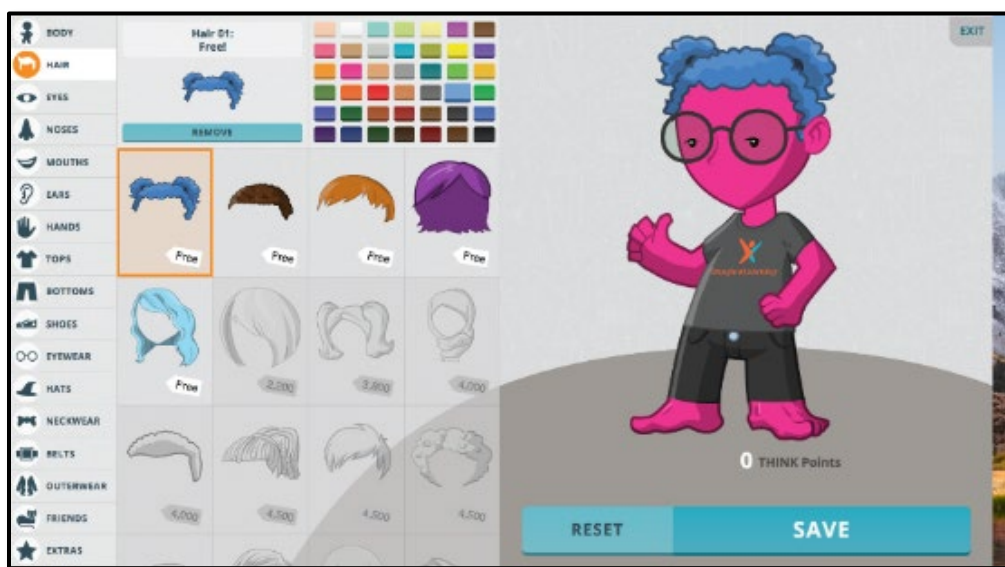 BODY
HAIR
EYES
NOSES
MOUTHS
EARS
HANDS
TOPS
BOTTOMS
SHOES
EYEWEAR
HATS
NECKWEAR
BELTS
OUTERWEAR
FRIENDS
EXTRAS
Hair 01:
Free!
REMOVE
Free
Free
Free
Free
Free
2,200
3,800
4,000
4,000
4,500
4,500
4,500
EXIT
0 THINK Points
RESET
SAVE